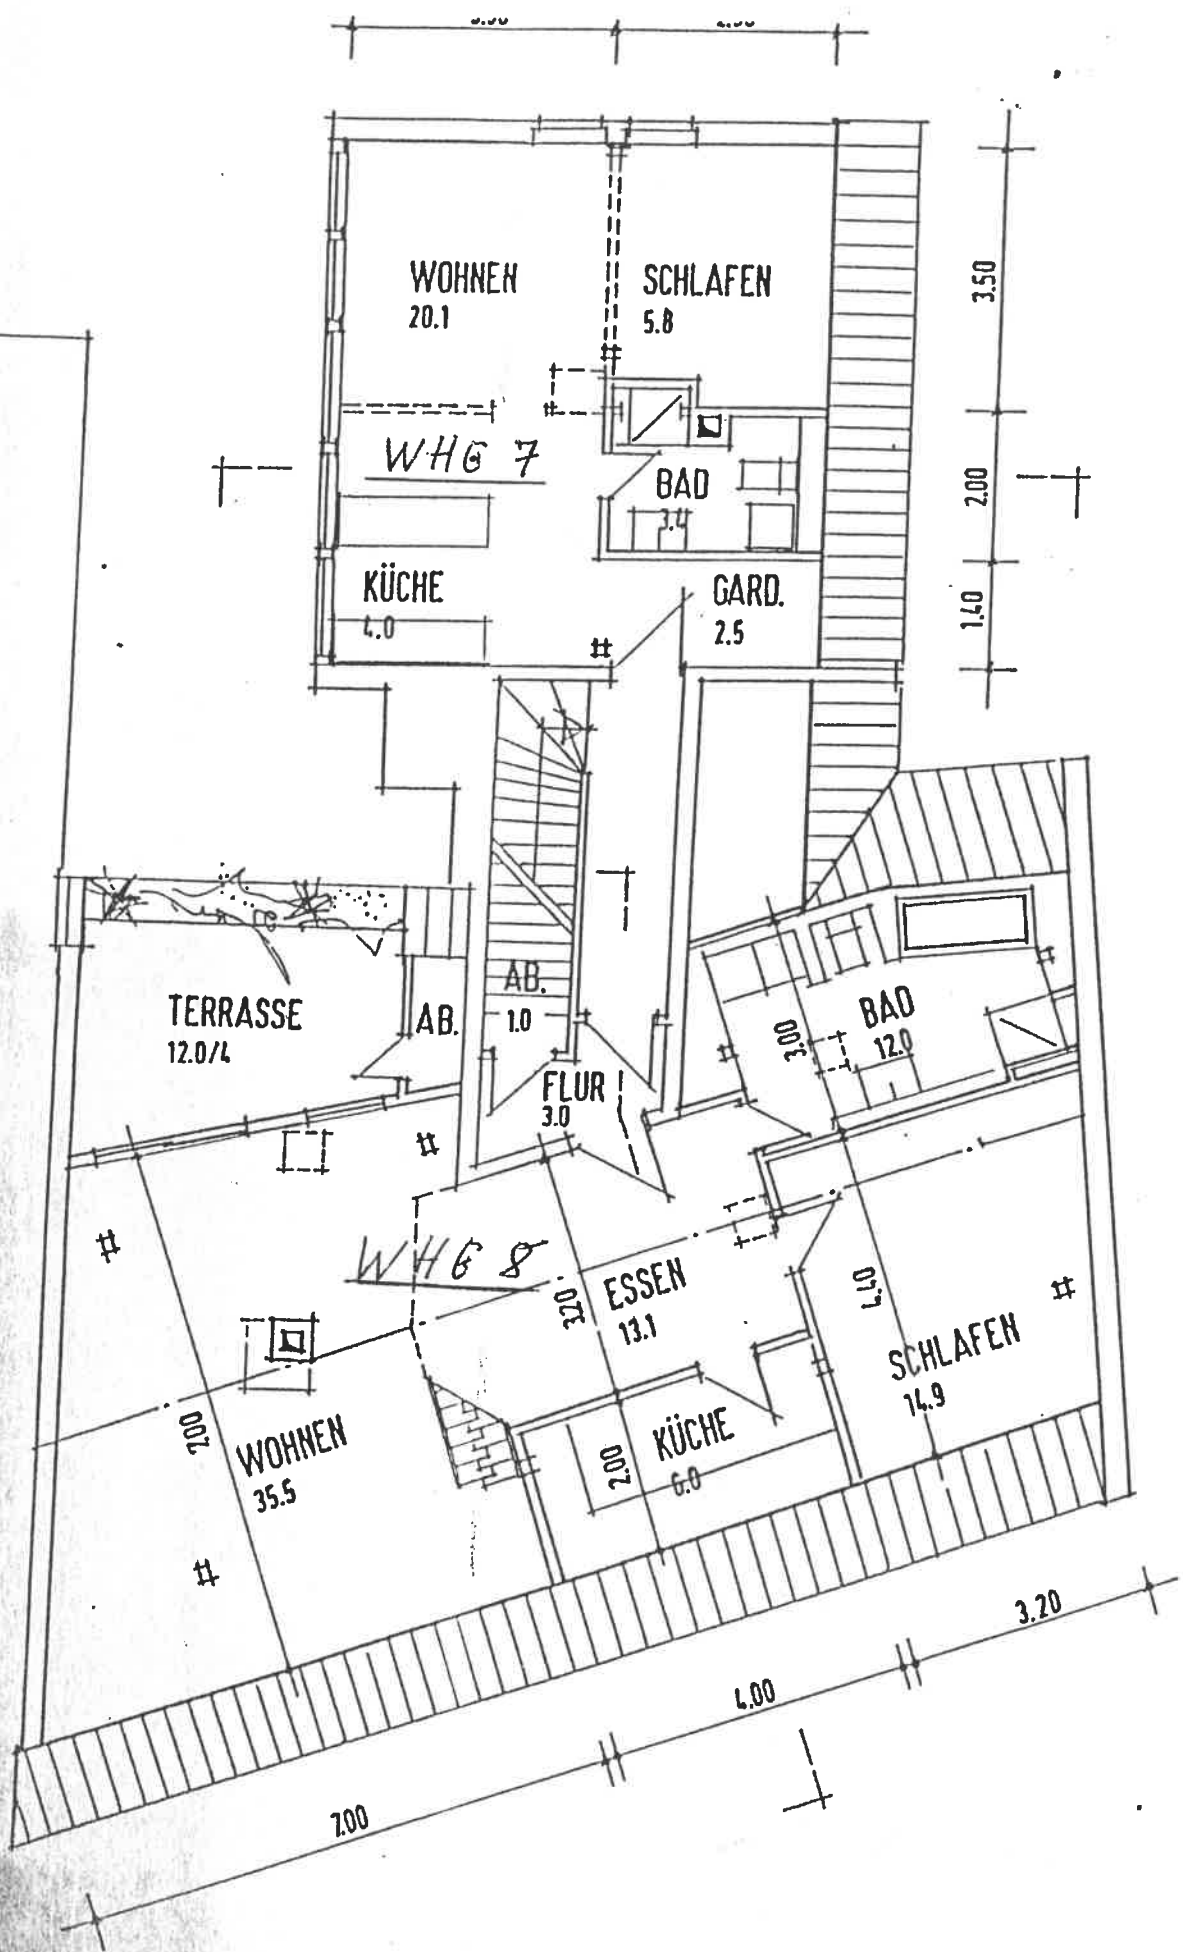 WOHNEN
20.1
SCHLAFEN
5.8
3.50
WHG 7
BAD
3.4
2.00
KÜCHE
4.0
GARD.
2.5
1.40
AB.
1.0
TERRASSE
12.0/4
AB.
BAD
12.0
3.00
FLUR
3.0
WHG 8
ESSEN
13.1
3.20
4.40
SCHLAFEN
14.9
7.00
WOHNEN
35.5
KÜCHE
6.0
2.00
3.20
4.00
7.00